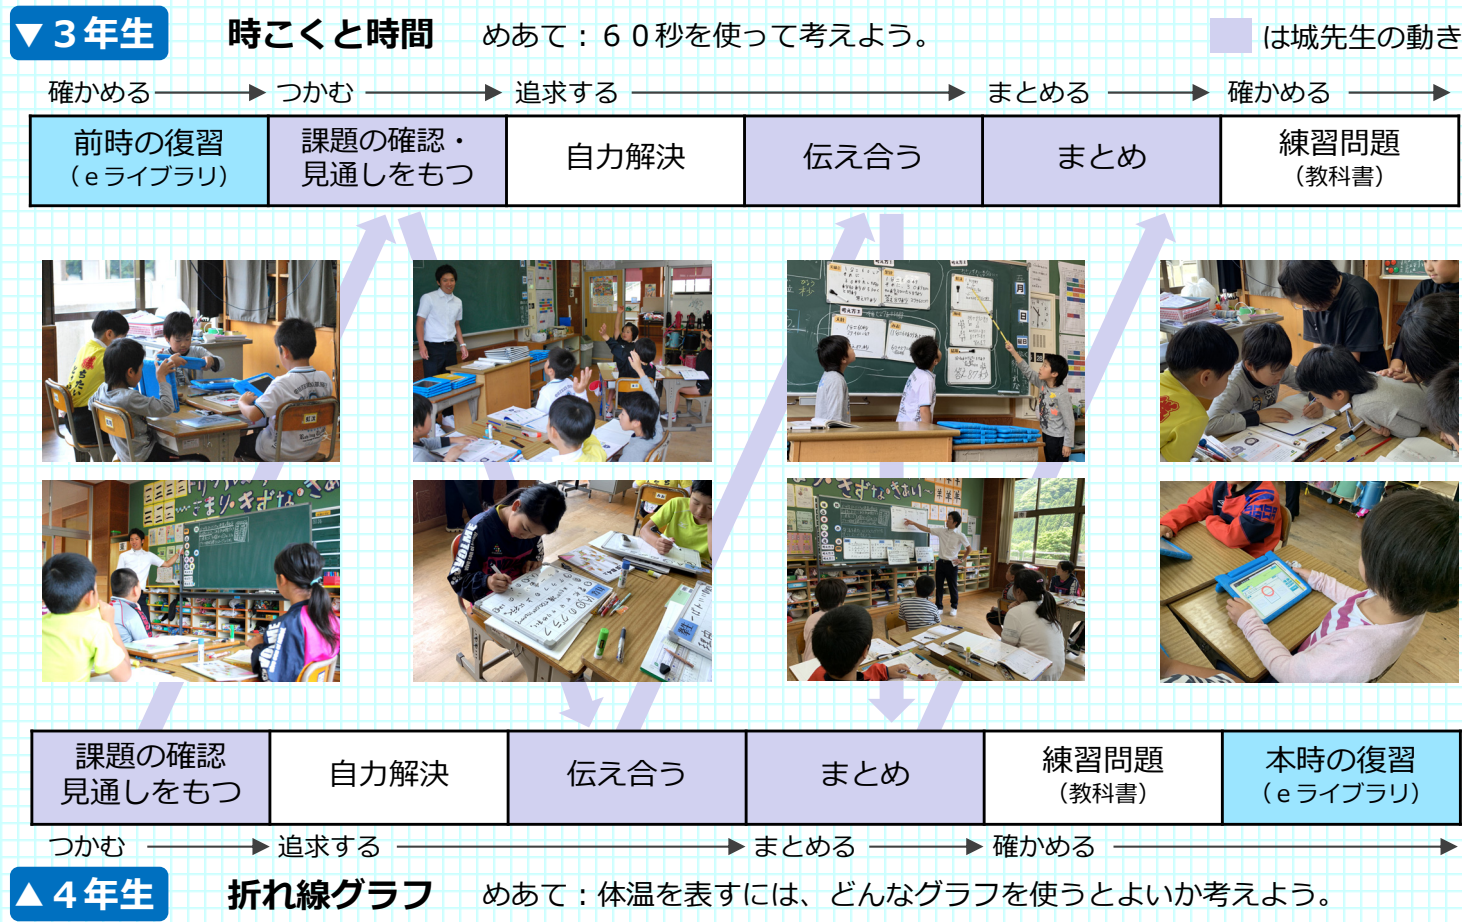 ▼３年生
時こくと時間
めあて：６０秒を使って考えよう。
は城先生の動き
確かめる
つかむ
追求する
まとめる
確かめる
前時の復習
（ｅライブラリ）
課題の確認・
見通しをもつ
自力解決
伝え合う
まとめ
練習問題
（教科書）
月
日
課題の確認
見通しをもつ
自力解決
伝え合う
まとめ
練習問題
（教科書）
本時の復習
（ｅライブラリ）
つかむ
追求する
まとめる
確かめる
▲４年生
折れ線グラフ
めあて：体温を表すには、どんなグラフを使うとよいか考えよう。